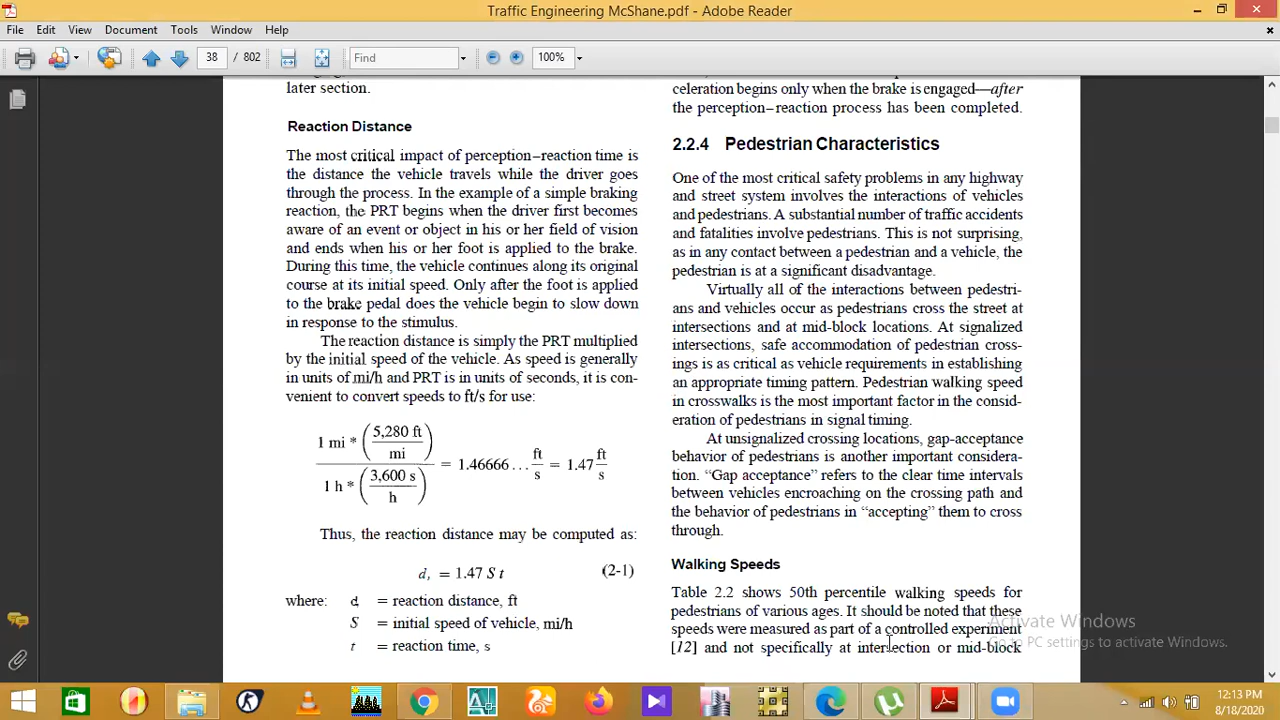 Traffic Engineering McShane.pdf - Adobe Reader
File Edit View Document Tools Window Help
38 / 802 Find 100%
later section.
Reaction Distance
The most critical impact of perception–reaction time is
the distance the vehicle travels while the driver goes
through the process. In the example of a simple braking
reaction, the PRT begins when the driver first becomes
aware of an event or object in his or her field of vision
and ends when his or her foot is applied to the brake.
During this time, the vehicle continues along its original
course at its initial speed. Only after the foot is applied
to the brake pedal does the vehicle begin to slow down
in response to the stimulus.
The reaction distance is simply the PRT multiplied
by the initial speed of the vehicle. As speed is generally
in units of mi/h and PRT is in units of seconds, it is con-
venient to convert speeds to ft/s for use:
1 mi * (5,280 ft / mi)
1 h * (3,600 s / h)
= 1.46666 . . . ft/s = 1.47 ft/s
Thus, the reaction distance may be computed as:
d, = 1.47 S t (2-1)
where: d, = reaction distance, ft
S = initial speed of vehicle, mi/h
t = reaction time, s
celeration begins only when the brake is engaged—after
the perception–reaction process has been completed.
2.2.4 Pedestrian Characteristics
One of the most critical safety problems in any highway
and street system involves the interactions of vehicles
and pedestrians. A substantial number of traffic accidents
and fatalities involve pedestrians. This is not surprising,
as in any contact between a pedestrian and a vehicle, the
pedestrian is at a significant disadvantage.
Virtually all of the interactions between pedestri-
ans and vehicles occur as pedestrians cross the street at
intersections and at mid-block locations. At signalized
intersections, safe accommodation of pedestrian cross-
ings is as critical as vehicle requirements in establishing
an appropriate timing pattern. Pedestrian walking speed
in crosswalks is the most important factor in the consid-
eration of pedestrians in signal timing.
At unsignalized crossing locations, gap-acceptance
behavior of pedestrians is another important considera-
tion. “Gap acceptance” refers to the clear time intervals
between vehicles encroaching on the crossing path and
the behavior of pedestrians in “accepting” them to cross
through.
Walking Speeds
Table 2.2 shows 50th percentile walking speeds for
pedestrians of various ages. It should be noted that these
speeds were measured as part of a controlled experiment
[12] and not specifically at intersection or mid-block
Activate Windows
Go to PC settings to activate Windows.
12:13 PM
8/18/2020